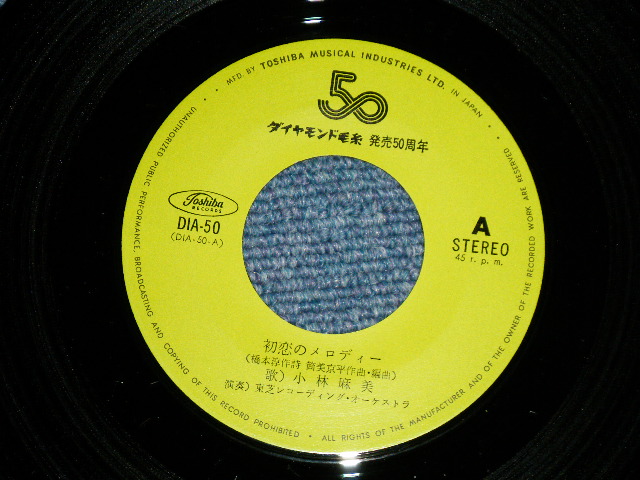 MFD. BY TOSHIBA MUSICAL INDUSTRIES LTD. IN JAPAN
50
ダイヤモンド毛糸 発売50周年
Toshiba
RECORDS
DIA-50
(DIA-50-A)
A
STEREO
45 r. p. m.
初恋のメロディー
(橋本淳作詩 筒美京平作曲・編曲)
歌) 小林麻美
演奏) 東芝レコーディング・オーケストラ
UNAUTHORIZED PUBLIC PERFORMANCE, BROADCASTING AND COPYING OF THIS RECORD PROHIBITED • ALL RIGHTS OF THE MANUFACTURER AND OF THE OWNER OF THE RECORDED WORK ARE RESERVED